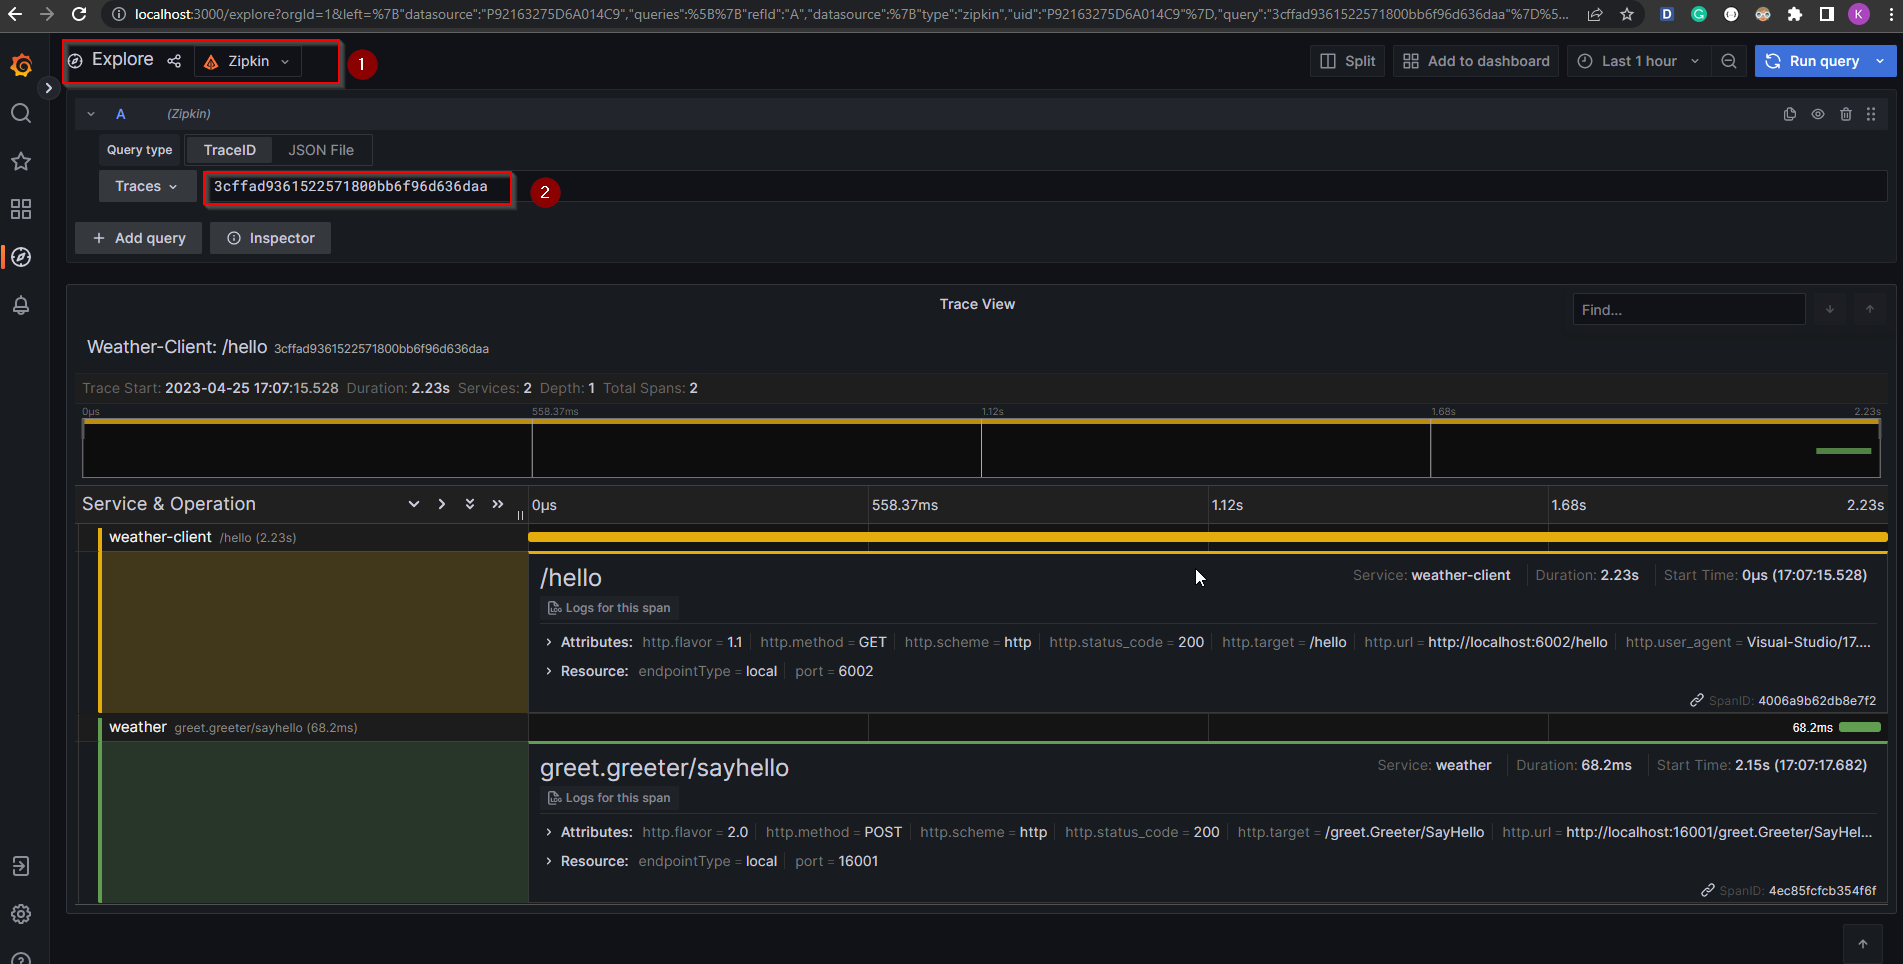 localhost:3000/explore?orgId=1&left=%7B"datasource":"P92163275D6A014C9","queries":%5B%7B"refId":"A","datasource":%7B"type":"zipkin","uid":"P92163275D6A014C9"%7D,"query":"3cffad9361522571800bb6f96d636daa"%7D%5... D K
Explore Zipkin 1 Split Add to dashboard Last 1 hour Run query
A (Zipkin)
Query type TraceID JSON File
Traces 3cffad9361522571800bb6f96d636daa 2
+ Add query Inspector
Trace View Find...
Weather-Client: /hello 3cffad9361522571800bb6f96d636daa
Trace Start: 2023-04-25 17:07:15.528 Duration: 2.23s Services: 2 Depth: 1 Total Spans: 2
0μs 558.37ms 1.12s 1.68s 2.23s
Service & Operation 0μs 558.37ms 1.12s 1.68s 2.23s
weather-client /hello (2.23s)
/hello Service: weather-client Duration: 2.23s Start Time: 0μs (17:07:15.528)
Logs for this span
Attributes: http.flavor = 1.1 http.method = GET http.scheme = http http.status_code = 200 http.target = /hello http.url = http://localhost:6002/hello http.user_agent = Visual-Studio/17....
Resource: endpointType = local port = 6002
SpanID: 4006a9b62db8e7f2
weather greet.greeter/sayhello (68.2ms) 68.2ms
greet.greeter/sayhello Service: weather Duration: 68.2ms Start Time: 2.15s (17:07:17.682)
Logs for this span
Attributes: http.flavor = 2.0 http.method = POST http.scheme = http http.status_code = 200 http.target = /greet.Greeter/SayHello http.url = http://localhost:16001/greet.Greeter/SayHel...
Resource: endpointType = local port = 16001
SpanID: 4ec85fcfcb354f6f